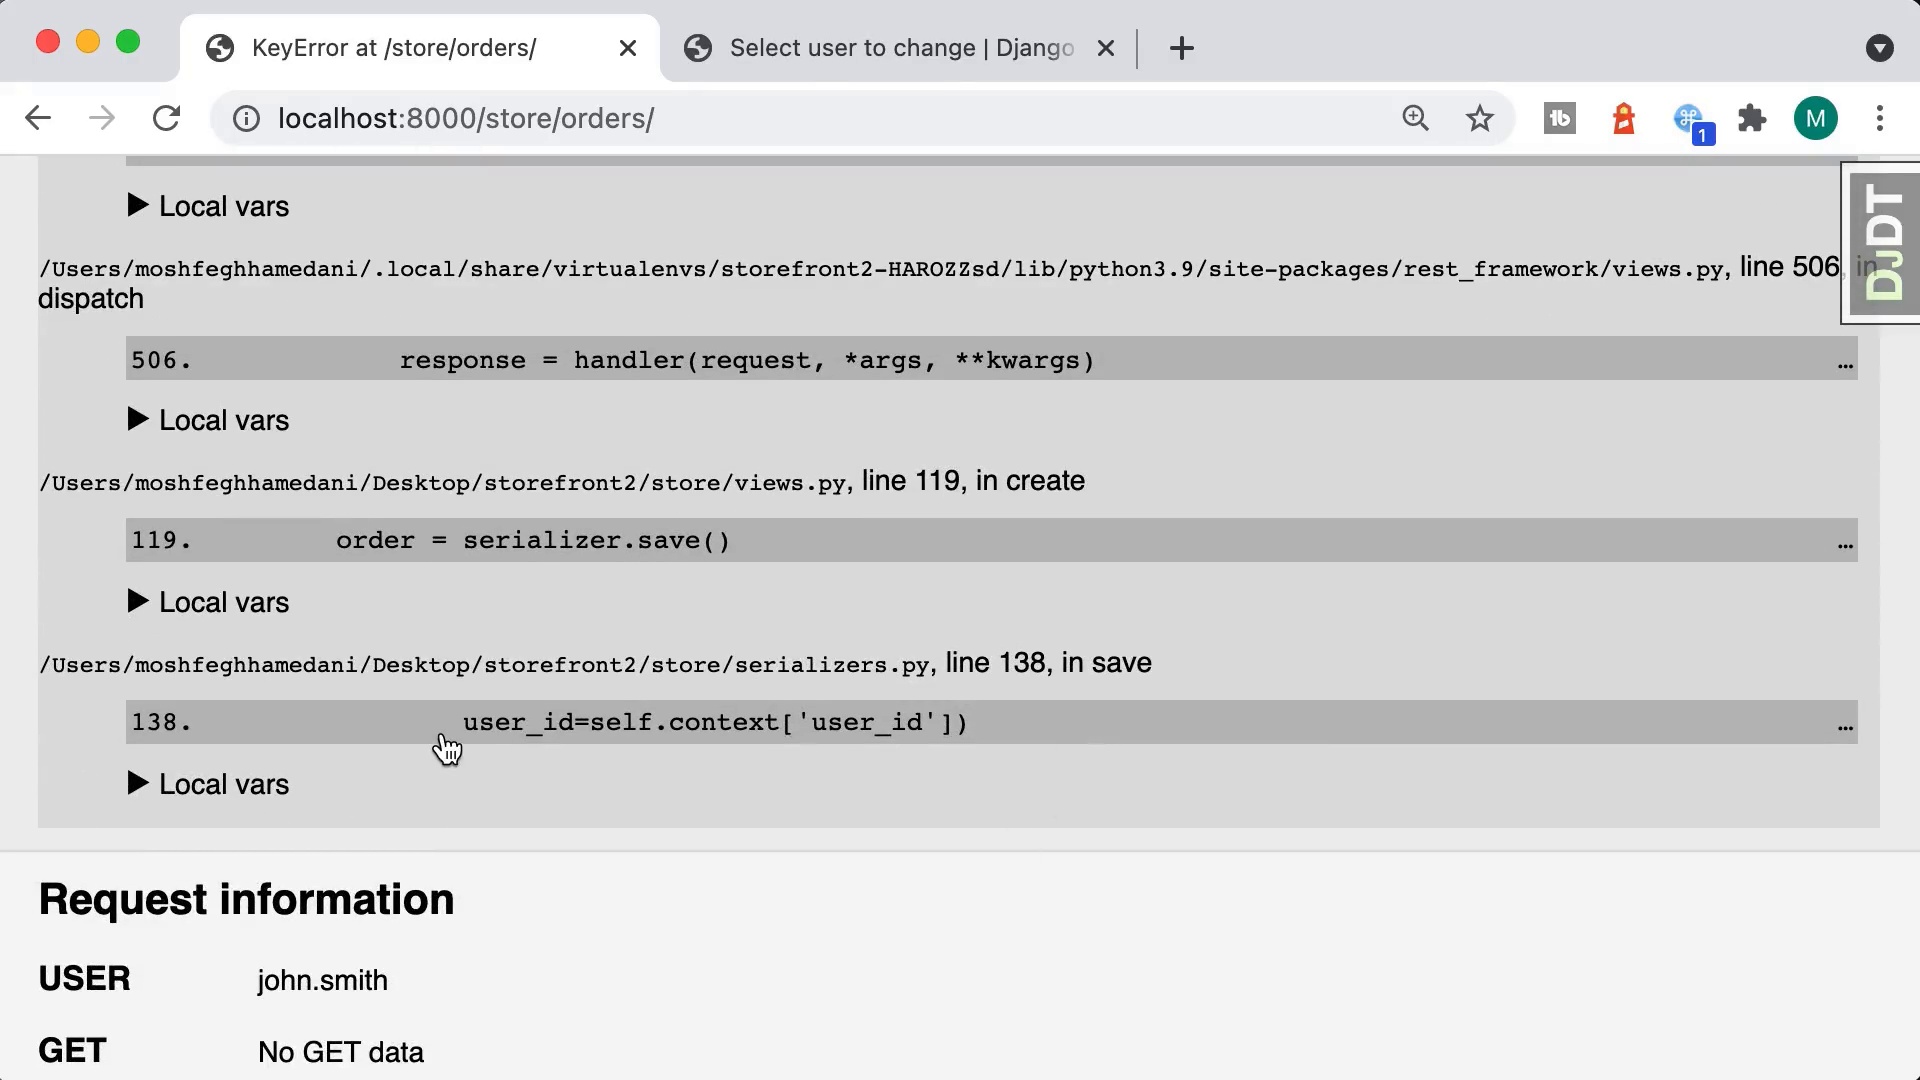 KeyError at /store/orders/
Select user to change | Django
localhost:8000/store/orders/
1
M
▶ Local vars
DJDT
/Users/moshfeghhamedani/.local/share/virtualenvs/storefront2-HAROZZsd/lib/python3.9/site-packages/rest_framework/views.py, line 506, in
dispatch
506. response = handler(request, *args, **kwargs) …
▶ Local vars
/Users/moshfeghhamedani/Desktop/storefront2/store/views.py, line 119, in create
119. order = serializer.save() …
▶ Local vars
/Users/moshfeghhamedani/Desktop/storefront2/store/serializers.py, line 138, in save
138. user_id=self.context['user_id']) …
▶ Local vars
Request information
USER john.smith
GET No GET data